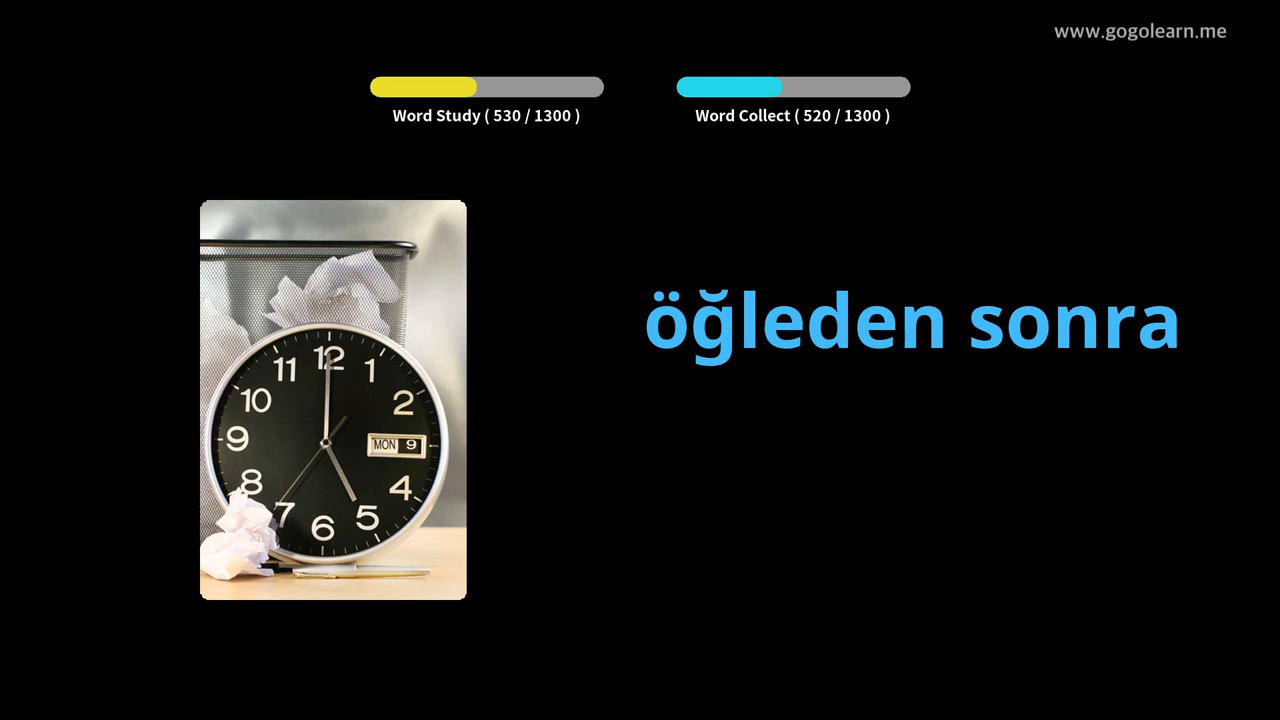 www.gogolearn.me
Word Study ( 530 / 1300 )
Word Collect ( 520 / 1300 )
öğleden sonra
12
11
1
10
2
9
MON 9
8
4
7
5
6